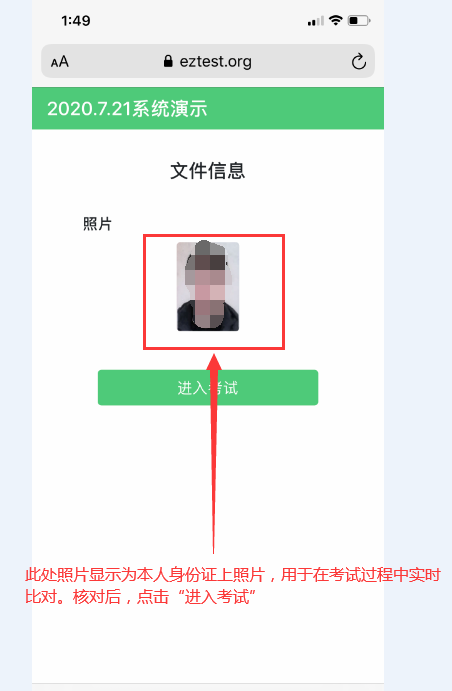 1:49
AA eztest.org
2020.7.21系统演示
文件信息
照片
进入考试
此处照片显示为本人身份证上照片，用于在考试过程中实时
比对。核对后，点击“进入考试”